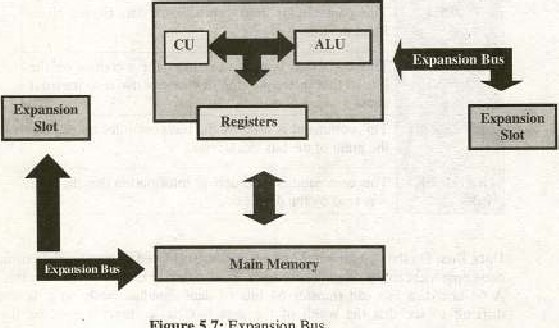 CU
ALU
Expansion Bus
Expansion
Slot
Registers
Expansion
Slot
Expansion Bus
Main Memory
Figure 5.7: Expansion Bus